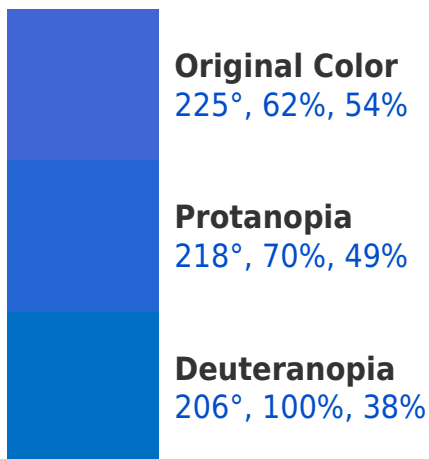 Original Color
225°, 62%, 54%
Protanopia
218°, 70%, 49%
Deuteranopia
206°, 100%, 38%